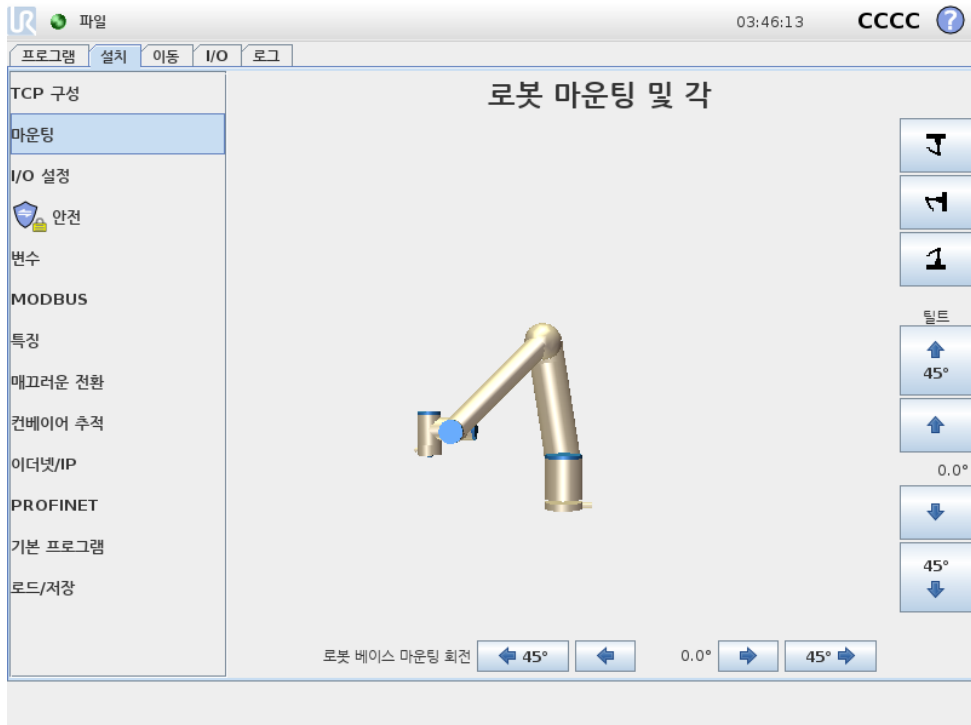 UR 파일 03:46:13 CCCC ?
프로그램 설치 이동 I/O 로그
로봇 마운팅 및 각
TCP 구성
마운팅
I/O 설정
안전
변수
MODBUS
특징
매끄러운 전환
컨베이어 추적
이더넷/IP
PROFINET
기본 프로그램
로드/저장
틸트
45°
0.0°
45°
로봇 베이스 마운팅 회전 45° 0.0° 45°